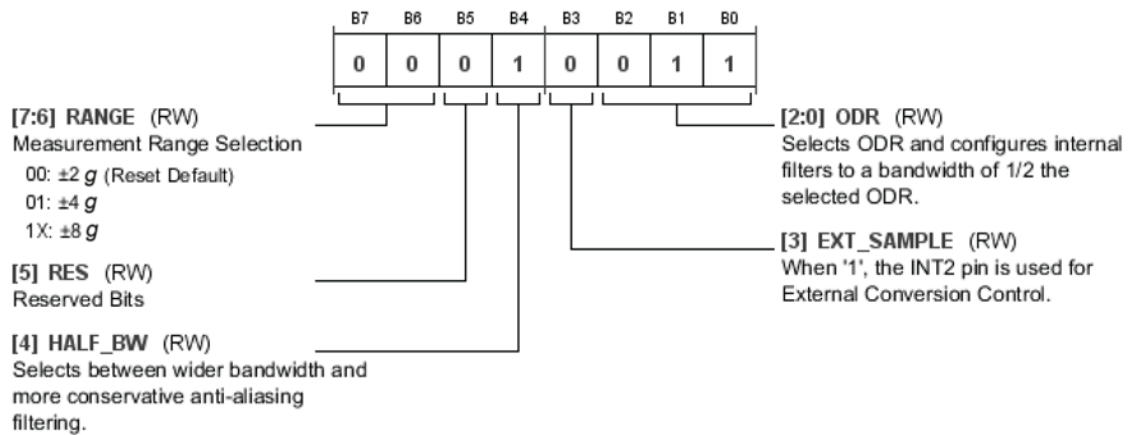 B7 B6 B5 B4 B3 B2 B1 B0
0 0 0 1 0 0 1 1
[7:6] RANGE (RW)
Measurement Range Selection
00: ±2 g (Reset Default)
01: ±4 g
1X: ±8 g
[5] RES (RW)
Reserved Bits
[4] HALF_BW (RW)
Selects between wider bandwidth and
more conservative anti-aliasing
filtering.
[2:0] ODR (RW)
Selects ODR and configures internal
filters to a bandwidth of 1/2 the
selected ODR.
[3] EXT_SAMPLE (RW)
When '1', the INT2 pin is used for
External Conversion Control.